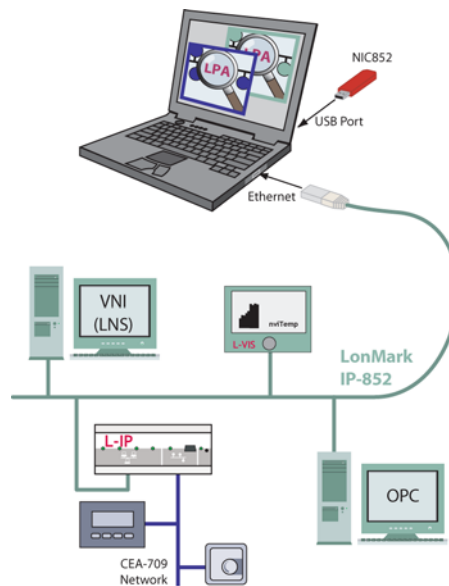 LPA
LPA
NIC852
USB Port
Ethernet
VNI
(LNS)
nviTemp
L-VIS
LonMark
IP-852
L-IP
OPC
CEA-709
Network